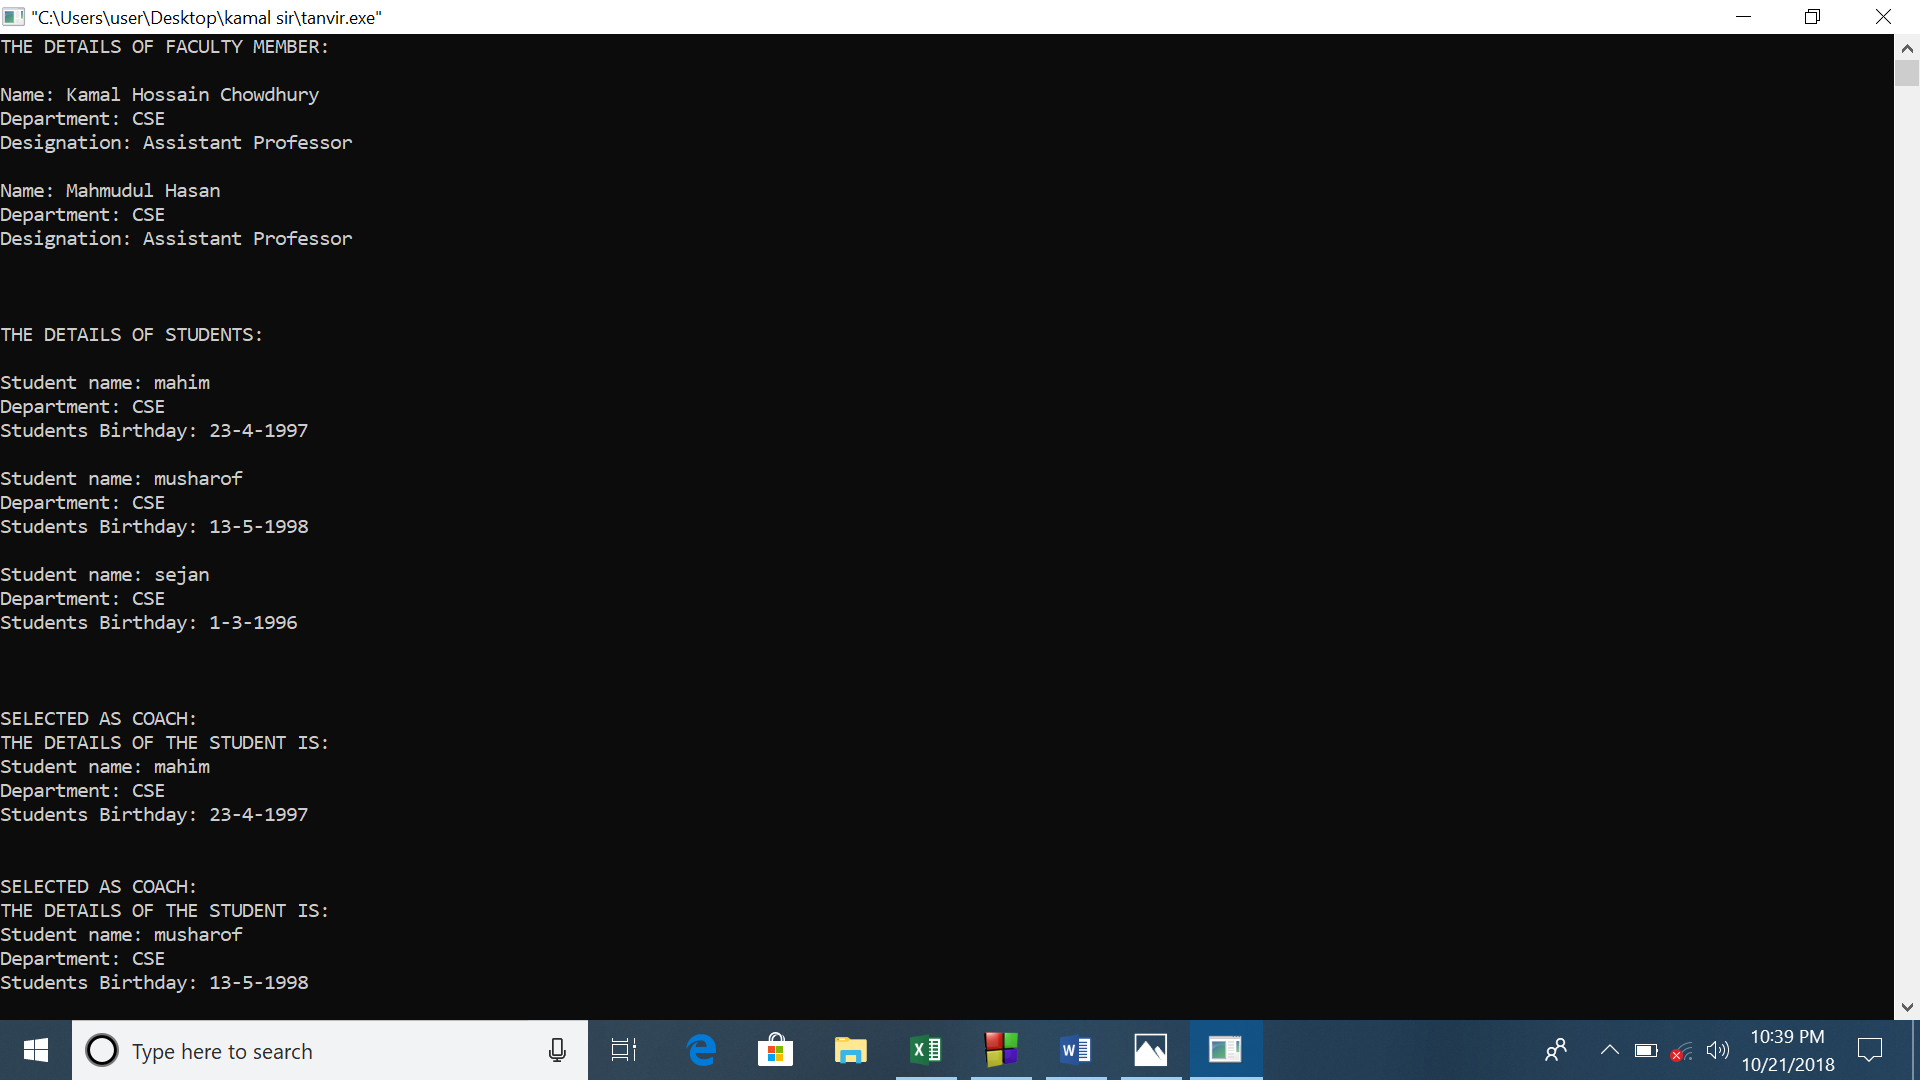 "C:\Users\user\Desktop\kamal sir\tanvir.exe"
THE DETAILS OF FACULTY MEMBER:
Name: Kamal Hossain Chowdhury
Department: CSE
Designation: Assistant Professor
Name: Mahmudul Hasan
Department: CSE
Designation: Assistant Professor
THE DETAILS OF STUDENTS:
Student name: mahim
Department: CSE
Students Birthday: 23-4-1997
Student name: musharof
Department: CSE
Students Birthday: 13-5-1998
Student name: sejan
Department: CSE
Students Birthday: 1-3-1996
SELECTED AS COACH:
THE DETAILS OF THE STUDENT IS:
Student name: mahim
Department: CSE
Students Birthday: 23-4-1997
SELECTED AS COACH:
THE DETAILS OF THE STUDENT IS:
Student name: musharof
Department: CSE
Students Birthday: 13-5-1998
Type here to search
10:39 PM
10/21/2018